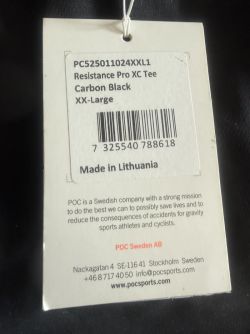 PC525011024XXL1
Resistance Pro XC Tee
Carbon Black
XX-Large
7 325540 788618
Made in Lithuania
POC is a Swedish company with a strong mission
to do the best we can to possibly save lives and to
reduce the consequences of accidents for gravity
sports athletes and cyclists.
POC Sweden AB
Nackagatan 4 SE-116 41 Stockholm Sweden
+46 8 717 40 50 info@pocsports.com
www.pocsports.com